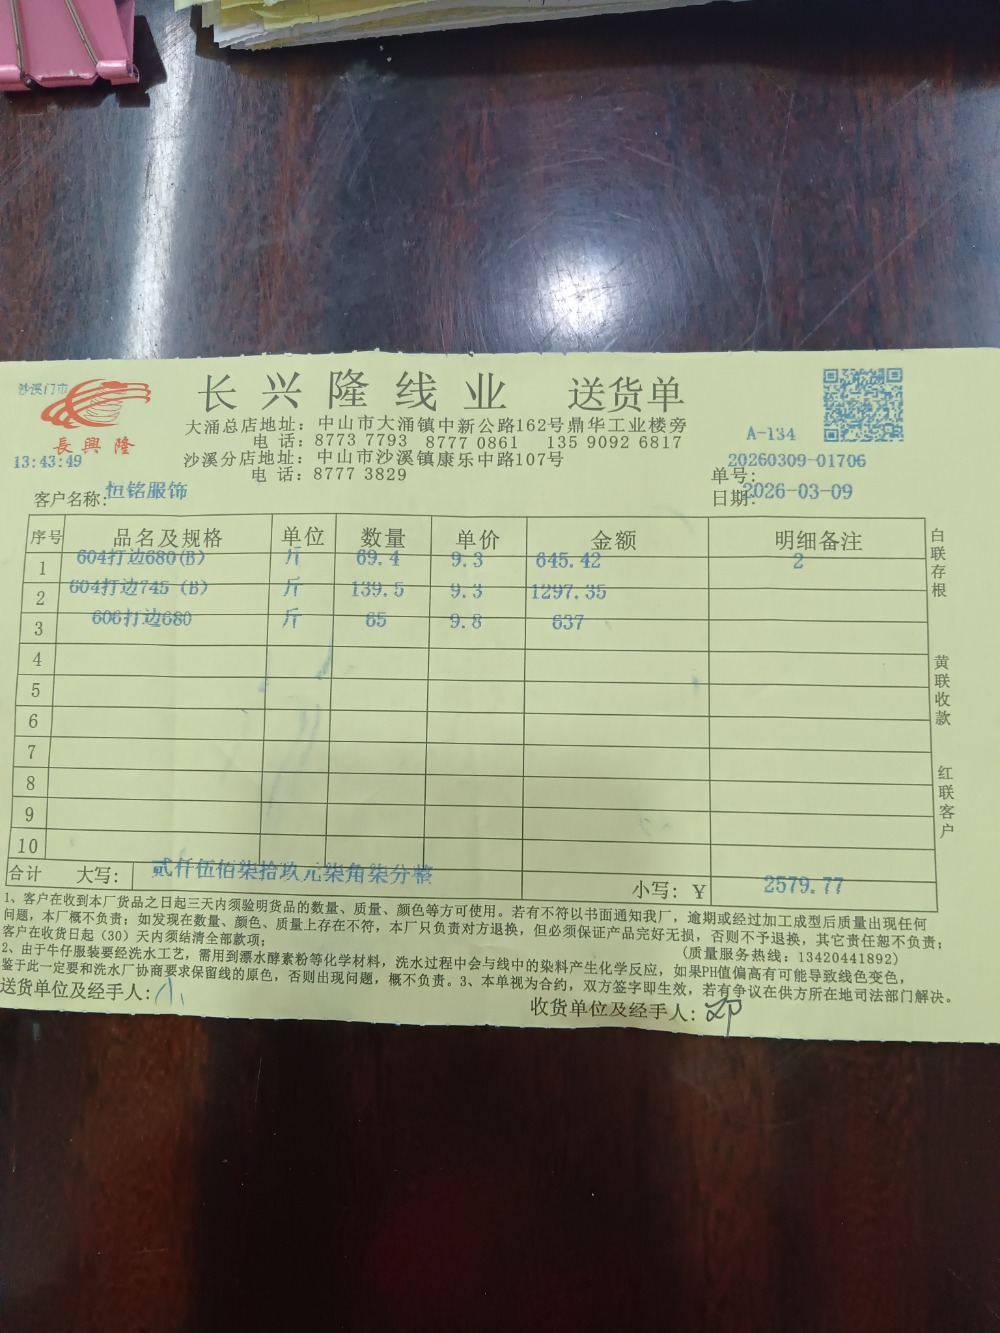 沙溪门市
長興隆
13:43:49
长兴隆线业 送货单
大涌总店地址：中山市大涌镇中新公路162号鼎华工业楼旁
电 话：8773 7793 8777 0861 135 9092 6817
沙溪分店地址：中山市沙溪镇康乐中路107号
电 话：8777 3829
A-134
单号：20260309-01706
日期：2026-03-09
客户名称：恒铭服饰
序号 品名及规格 单位 数量 单价 金额 明细备注
1 604打边680(B) 斤 69.4 9.3 645.42 2
2 604打边745 (B) 斤 139.5 9.3 1297.35
3 606打边680 斤 65 9.8 637
4
5
6
7
8
9
10
合计 大写：贰仟伍佰柒拾玖元柒角柒分整 小写：￥ 2579.77
白联存根
黄联收款
红联客户
1、客户在收到本厂货品之日起三天内须验明货品的数量、质量、颜色等方可使用。若有不符以书面通知我厂，逾期或经过加工成型后质量出现任何
问题，本厂概不负责；如发现在数量、颜色、质量上存在不符，本厂只负责对方退换，但必须保证产品完好无损，否则不予退换，其它责任恕不负责；
客户在收货日起（30）天内须结清全部款项；（质量服务热线：13420441892）
2、由于牛仔服装要经洗水工艺，需用到漂水酵素粉等化学材料，洗水过程中会与线中的染料产生化学反应，如果PH值偏高有可能导致线色变色，
鉴于此一定要和洗水厂协商要求保留线的原色，否则出现问题，概不负责。3、本单视为合约，双方签字即生效，若有争议在供方所在地司法部门解决。
送货单位及经手人：小
收货单位及经手人：邓